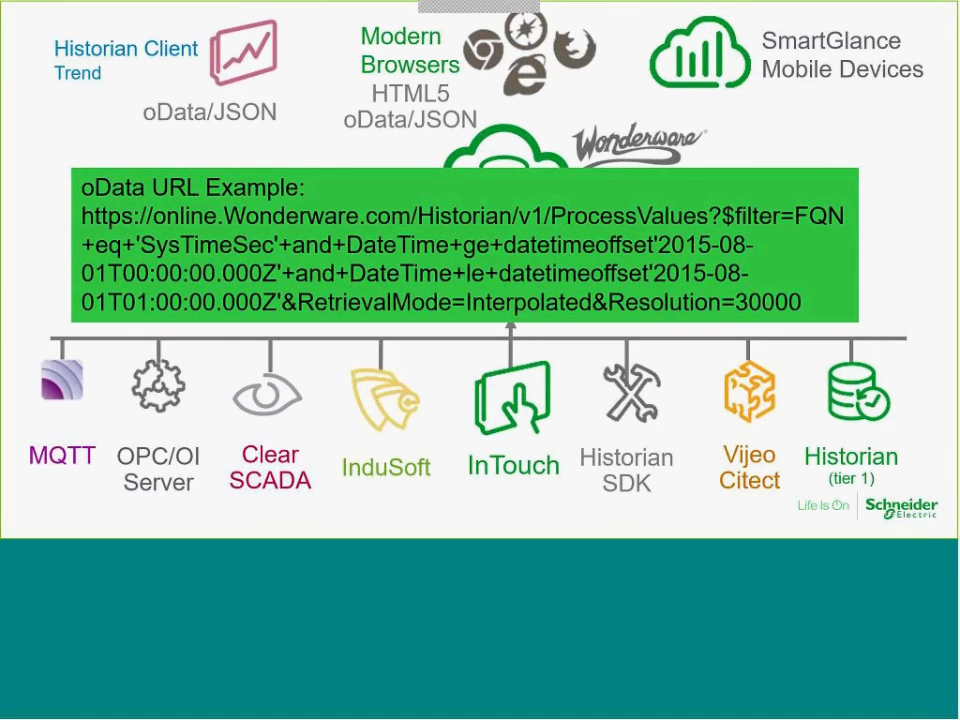 Historian Client
Trend
oData/JSON
Modern
Browsers
HTML5
oData/JSON
SmartGlance
Mobile Devices
Wonderware
oData URL Example:
https://online.Wonderware.com/Historian/v1/ProcessValues?$filter=FQN
+eq+'SysTimeSec'+and+DateTime+ge+datetimeoffset'2015-08-
01T00:00:00.000Z'+and+DateTime+le+datetimeoffset'2015-08-
01T01:00:00.000Z'&RetrievalMode=Interpolated&Resolution=30000
MQTT
OPC/OI
Server
Clear
SCADA
InduSoft
InTouch
Historian
SDK
Vijeo
Citect
Historian
(tier 1)
Life Is On
Schneider
Electric